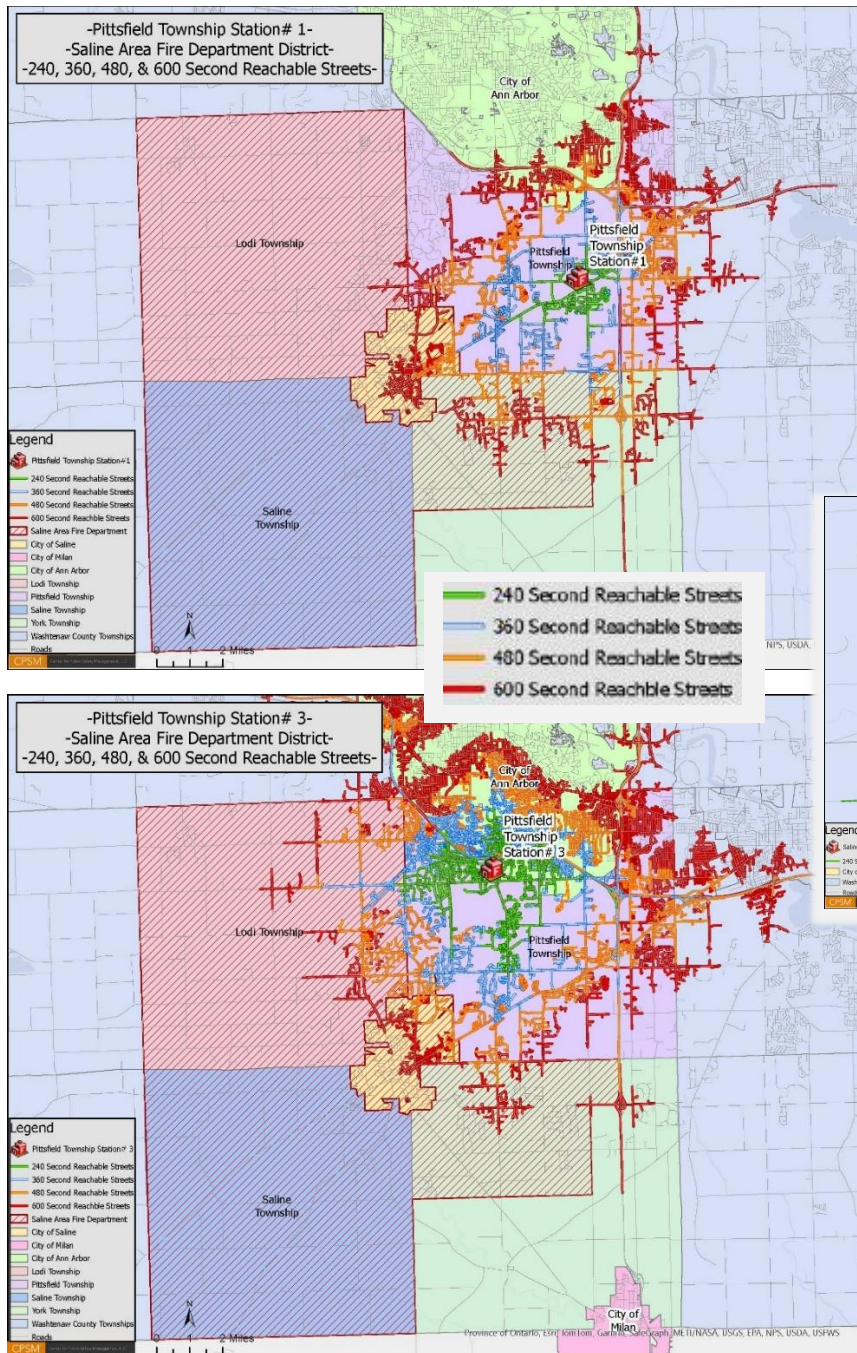 -Pittsfield Township Station# 1-
-Saline Area Fire Department District-
-240, 360, 480, & 600 Second Reachable Streets-
City of
Ann Arbor
Lodi Township
Pittsfield
Township
Pittsfield
Township
Station#1
Saline
Township
Legend
Pittsfield Township Station#1
240 Second Reachable Streets
360 Second Reachable Streets
480 Second Reachable Streets
600 Second Reachble Streets
Saline Area Fire Department
City of Saline
City of Milan
City of Ann Arbor
Lodi Township
Pittsfield Township
Saline Township
York Township
Washtenaw County Townships
Roads
CPSM
N
0 1 2 Miles
NPS, USDA,
240 Second Reachable Streets
360 Second Reachable Streets
480 Second Reachable Streets
600 Second Reachble Streets
-Pittsfield Township Station# 3-
-Saline Area Fire Department District-
-240, 360, 480, & 600 Second Reachable Streets-
City of
Ann Arbor
Pittsfield
Township
Station# 3
Lodi Township
Pittsfield
Township
Saline
Township
City of
Milan
Legend
Pittsfield Township Station# 3
240 Second Reachable Streets
360 Second Reachable Streets
480 Second Reachable Streets
600 Second Reachble Streets
Saline Area Fire Department
City of Saline
City of Milan
City of Ann Arbor
Lodi Township
Pittsfield Township
Saline Township
York Township
Washtenaw County Townships
Roads
CPSM
N
0 1 2 Miles
Province of Ontario, Esri, TomTom, Garmin, SafeGraph, METI/NASA, USGS, EPA, NPS, USDA, USFWS
Legend
240 S
City o
Wash
Roads
CPSM